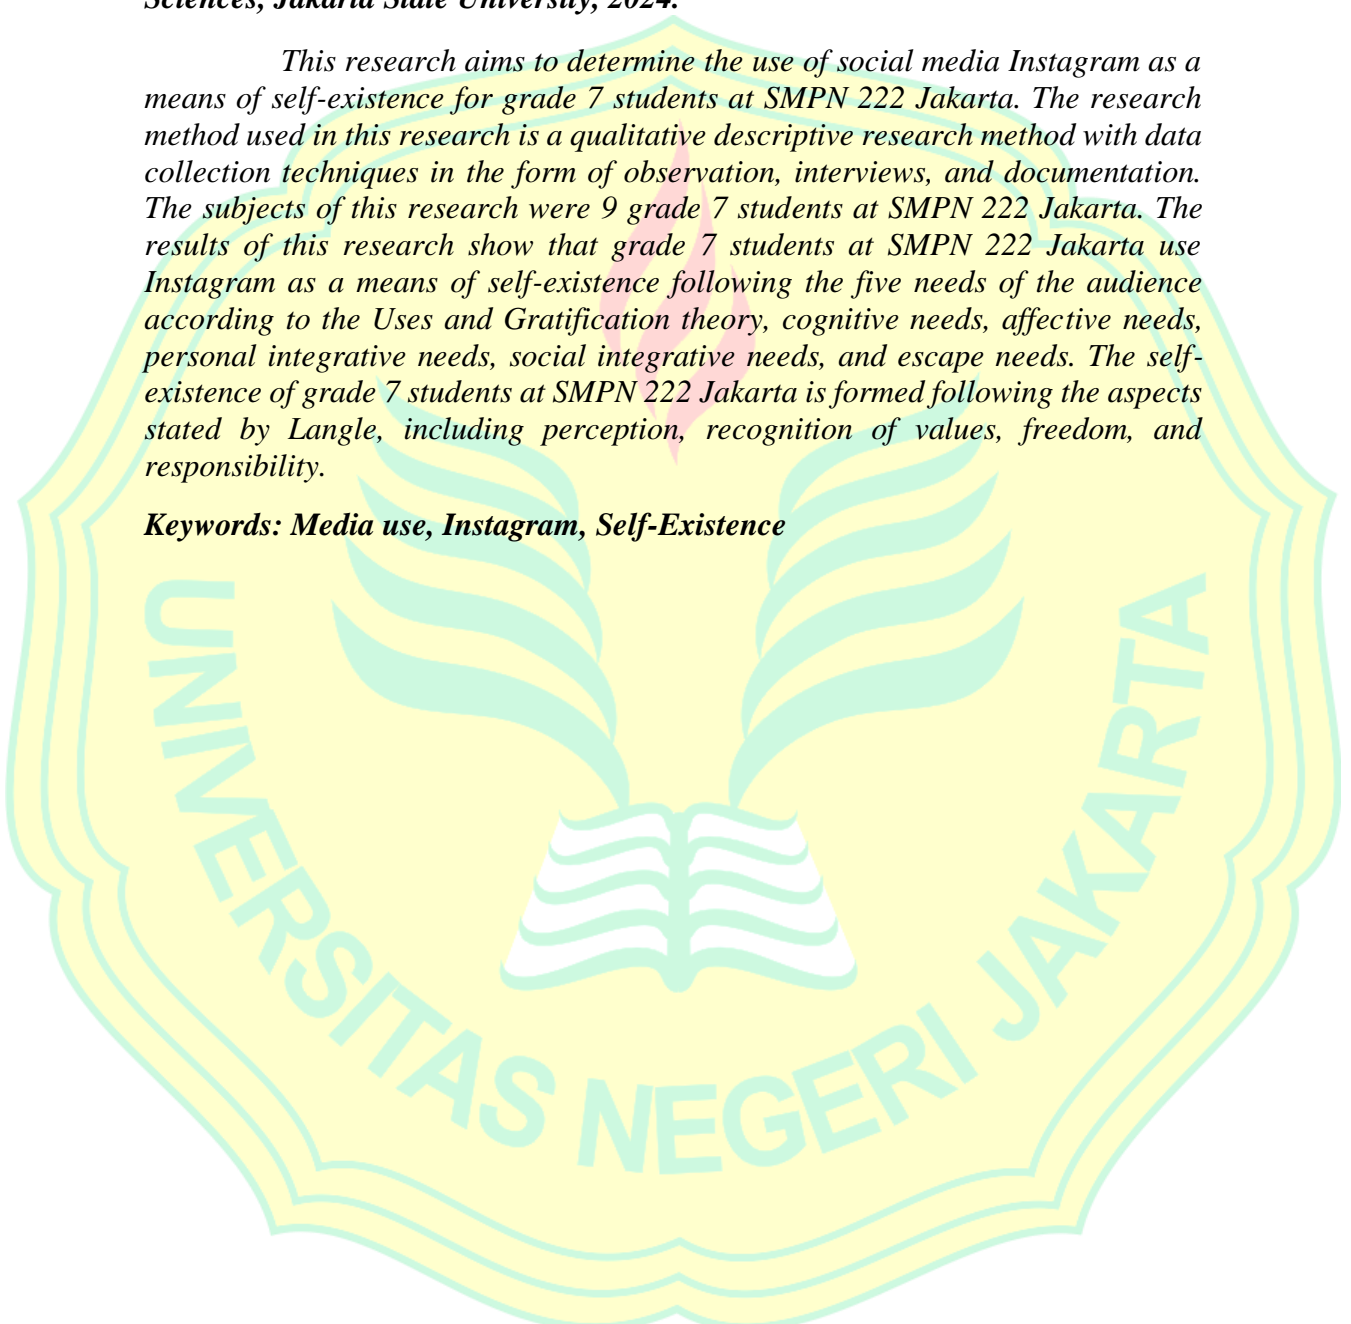 Sciences, Jakarta State University, 2024.
This research aims to determine the use of social media Instagram as a
means of self-existence for grade 7 students at SMPN 222 Jakarta. The research
method used in this research is a qualitative descriptive research method with data
collection techniques in the form of observation, interviews, and documentation.
The subjects of this research were 9 grade 7 students at SMPN 222 Jakarta. The
results of this research show that grade 7 students at SMPN 222 Jakarta use
Instagram as a means of self-existence following the five needs of the audience
according to the Uses and Gratification theory, cognitive needs, affective needs,
personal integrative needs, social integrative needs, and escape needs. The self-
existence of grade 7 students at SMPN 222 Jakarta is formed following the aspects
stated by Langle, including perception, recognition of values, freedom, and
responsibility.
Keywords: Media use, Instagram, Self-Existence
UNIVERSITAS NEGERI JAKARTA